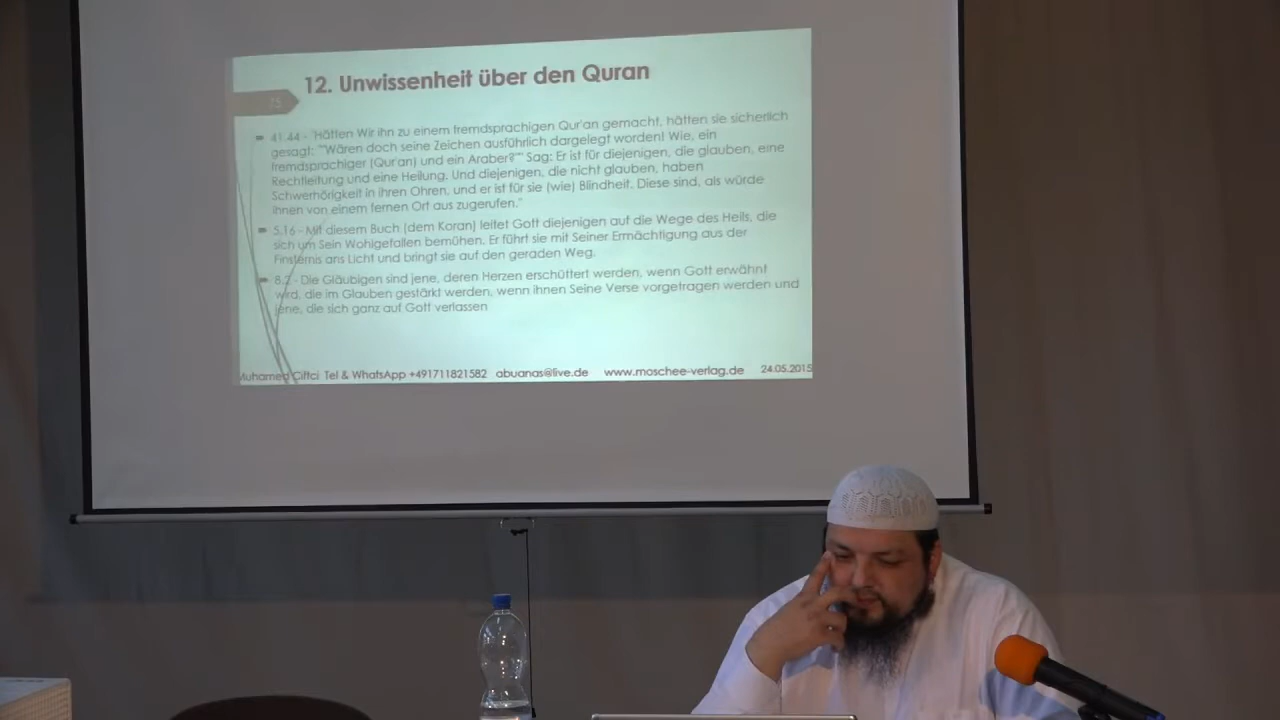 12. Unwissenheit über den Quran
75
41.44 - "Hätten Wir ihn zu einem fremdsprachigen Qur'an gemacht, hätten sie sicherlich
gesagt: "'Wären doch seine Zeichen ausführlich dargelegt worden! Wie, ein
fremdsprachiger (Qur'an) und ein Araber?'" Sag: Er ist für diejenigen, die glauben, eine
Rechtleitung und eine Heilung. Und diejenigen, die nicht glauben, haben
Schwerhörigkeit in ihren Ohren, und er ist für sie (wie) Blindheit. Diese sind, als würde
ihnen von einem fernen Ort aus zugerufen."
5.16 - Mit diesem Buch (dem Koran) leitet Gott diejenigen auf die Wege des Heils, die
sich um Sein Wohlgefallen bemühen. Er führt sie mit Seiner Ermächtigung aus der
Finsternis ans Licht und bringt sie auf den geraden Weg.
8.2 - Die Gläubigen sind jene, deren Herzen erschüttert werden, wenn Gott erwähnt
wird, die im Glauben gestärkt werden, wenn ihnen Seine Verse vorgetragen werden und
jene, die sich ganz auf Gott verlassen
Muhamed Ciftci Tel & WhatsApp +491711821582 abuanas@live.de www.moschee-verlag.de 24.05.2015